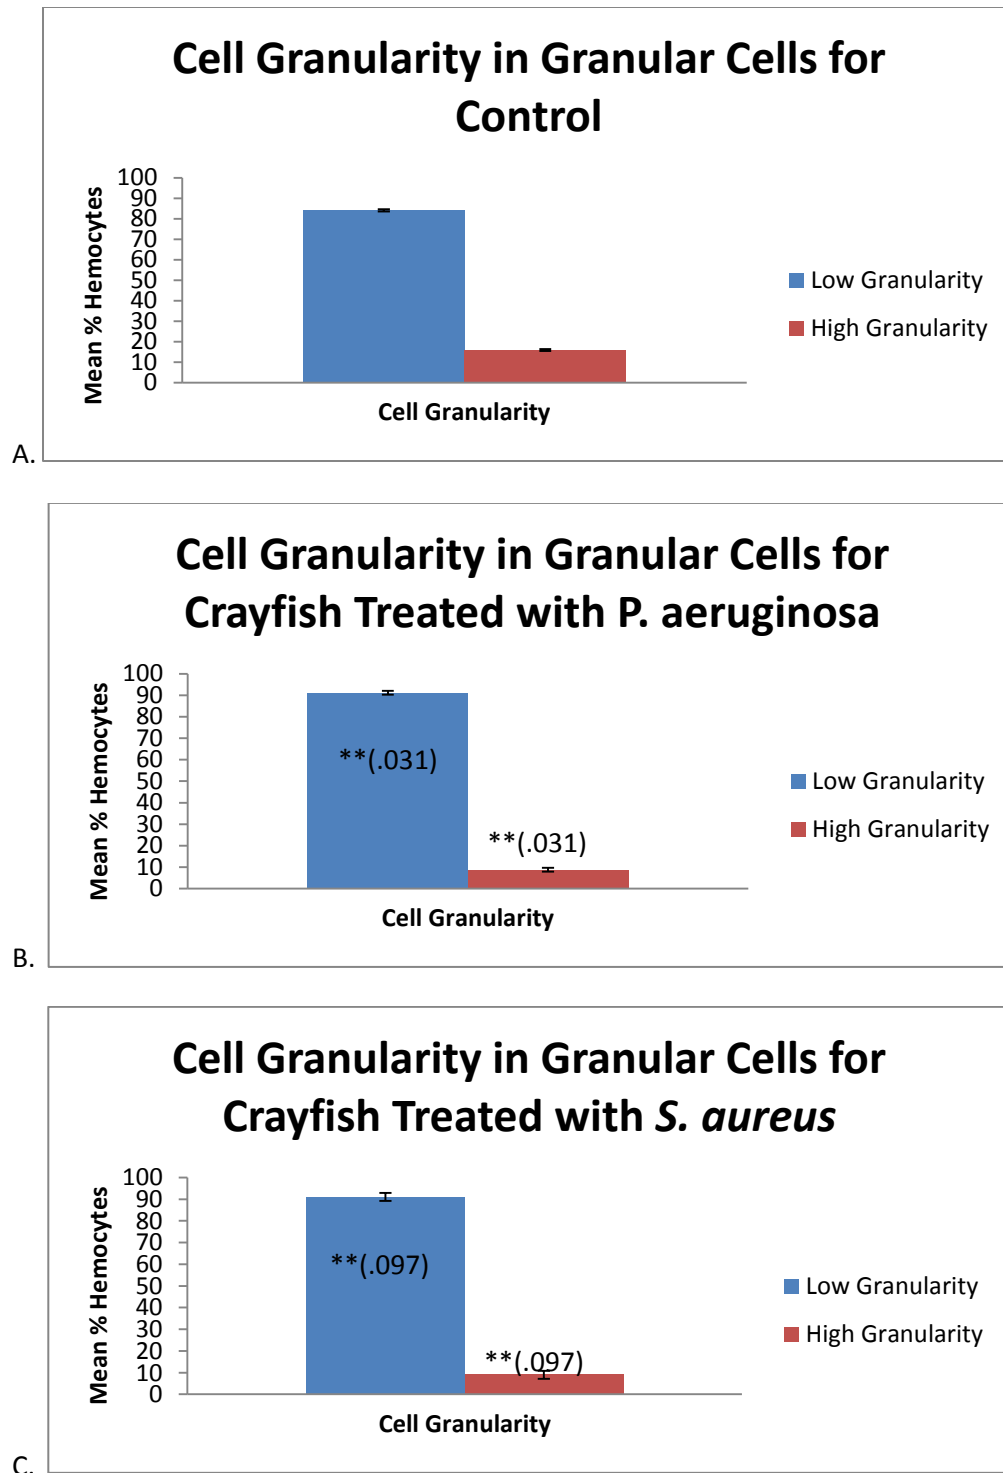 Cell Granularity in Granular Cells for
Control
100
90
80
70
60
50
40
30
20
10
0
Mean % Hemocytes
Cell Granularity
Low Granularity
High Granularity
A.
Cell Granularity in Granular Cells for
Crayfish Treated with P. aeruginosa
100
90
80
70
60
50
40
30
20
10
0
Mean % Hemocytes
**(.031)
**(.031)
Cell Granularity
Low Granularity
High Granularity
B.
Cell Granularity in Granular Cells for
Crayfish Treated with S. aureus
100
90
80
70
60
50
40
30
20
10
0
Mean % Hemocytes
**(.097)
**(.097)
Cell Granularity
Low Granularity
High Granularity
C.